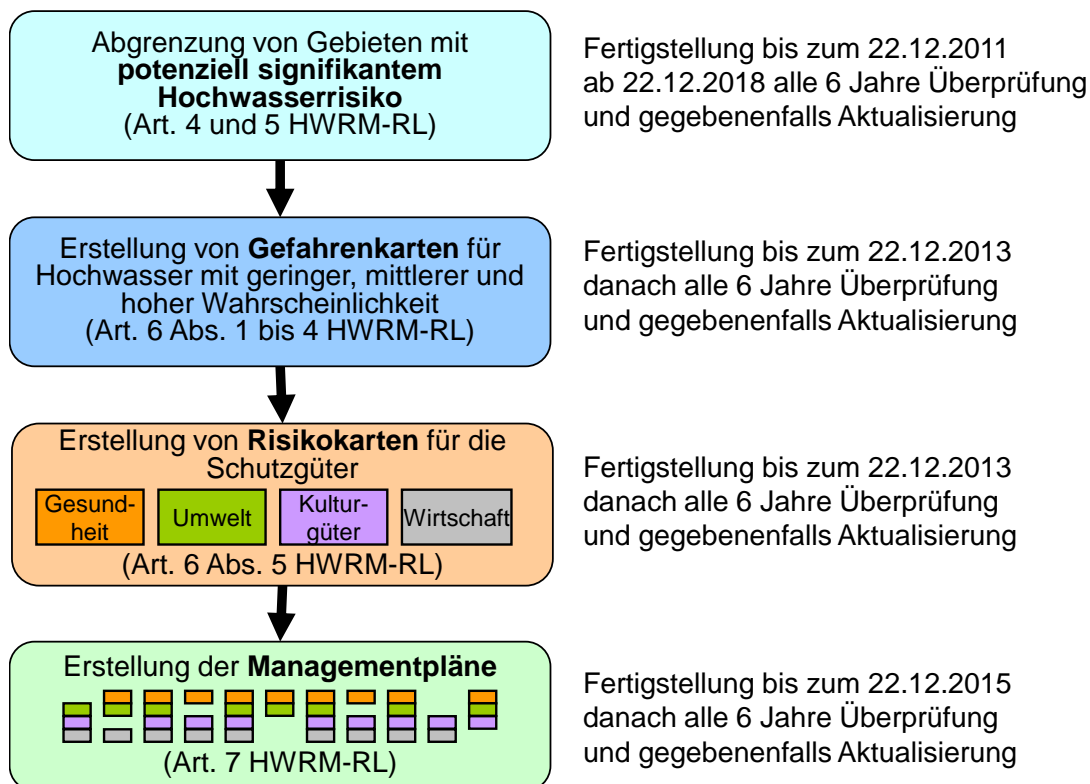 Abgrenzung von Gebieten mit
potenziell signifikantem
Hochwasserrisiko
(Art. 4 und 5 HWRM-RL)
Fertigstellung bis zum 22.12.2011
ab 22.12.2018 alle 6 Jahre Überprüfung
und gegebenenfalls Aktualisierung
Erstellung von Gefahrenkarten für
Hochwasser mit geringer, mittlerer und
hoher Wahrscheinlichkeit
(Art. 6 Abs. 1 bis 4 HWRM-RL)
Fertigstellung bis zum 22.12.2013
danach alle 6 Jahre Überprüfung
und gegebenenfalls Aktualisierung
Erstellung von Risikokarten für die
Schutzgüter
Gesund-
heit
Umwelt
Kultur-
güter
Wirtschaft
(Art. 6 Abs. 5 HWRM-RL)
Fertigstellung bis zum 22.12.2013
danach alle 6 Jahre Überprüfung
und gegebenenfalls Aktualisierung
Erstellung der Managementpläne
(Art. 7 HWRM-RL)
Fertigstellung bis zum 22.12.2015
danach alle 6 Jahre Überprüfung
und gegebenenfalls Aktualisierung